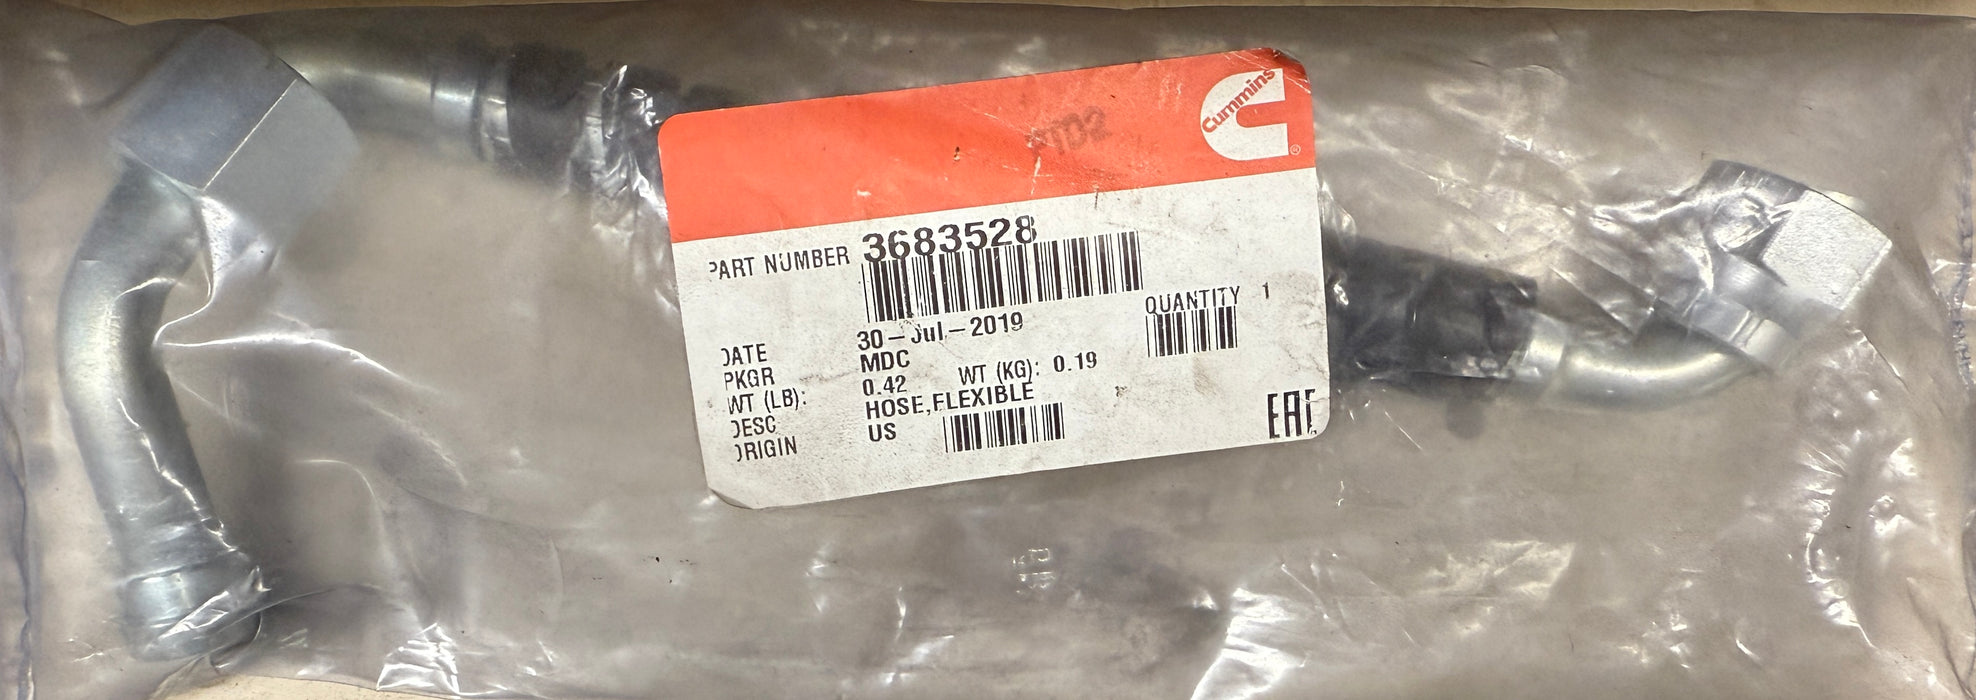 Cummins
®
PART NUMBER 3683528
QUANTITY 1
DATE 30-Jul-2019
PKGR MDC
WT (LB): 0.42 WT (KG): 0.19
DESC HOSE,FLEXIBLE
ORIGIN US
EAC